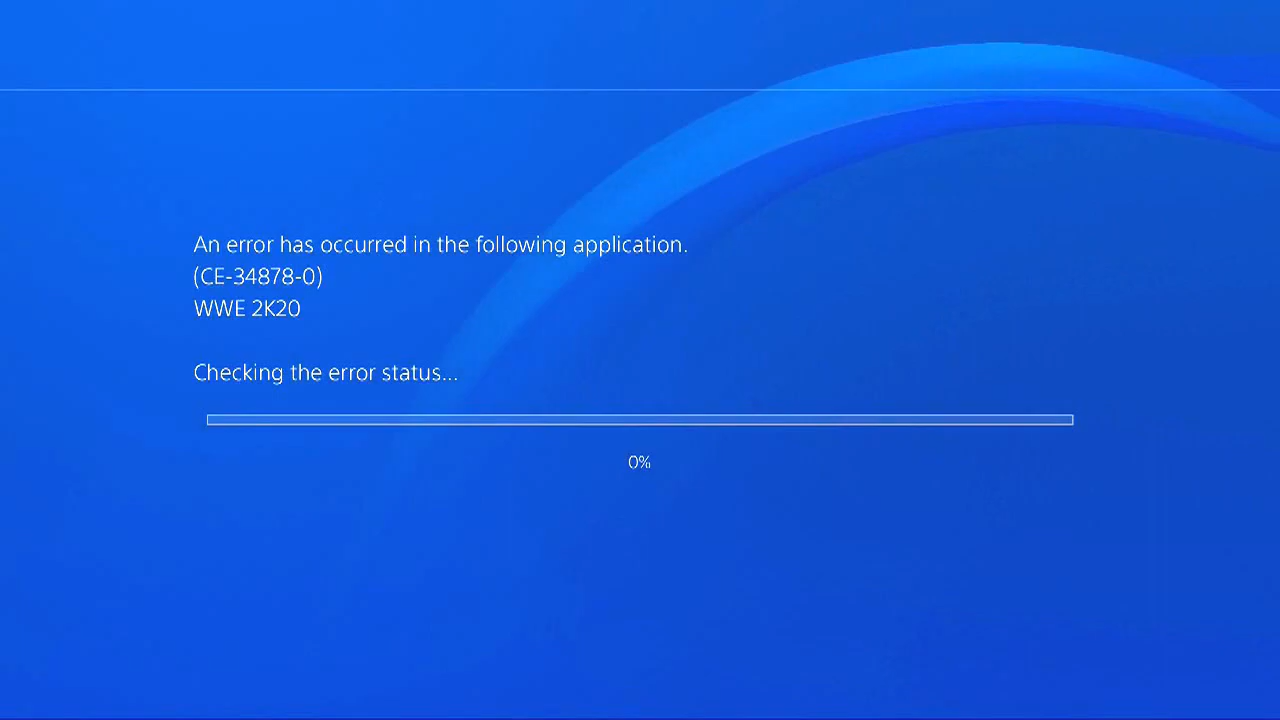 An error has occurred in the following application.
(CE-34878-0)
WWE 2K20
Checking the error status...
0%